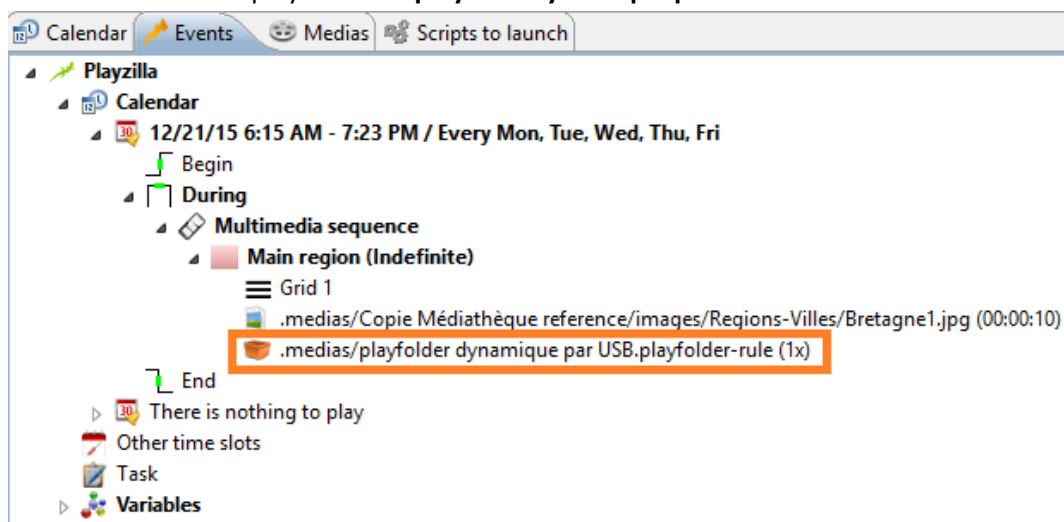 Calendar Events Medias Scripts to launch
Playzilla
Calendar
12/21/15 6:15 AM - 7:23 PM / Every Mon, Tue, Wed, Thu, Fri
Begin
During
Multimedia sequence
Main region (Indefinite)
Grid 1
.medias/Copie Médiathèque reference/images/Regions-Villes/Bretagne1.jpg (00:00:10)
.medias/playfolder dynamique par USB.playfolder-rule (1x)
End
There is nothing to play
Other time slots
Task
Variables